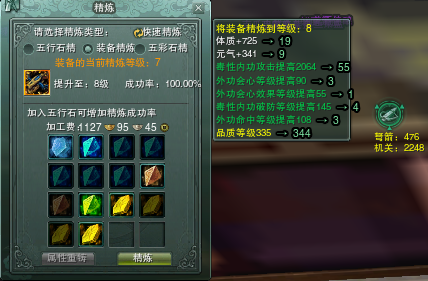 精炼
请选择精炼类型：
快速精炼
五行石精
装备精炼
五彩石精
装备的当前精炼等级：7
提升至：8级
成功率：100.00%
加入五行石可增加精炼成功率
加工费：1127 95 45
属性重铸
精炼
将装备精炼到等级：8
体质+725 → 19
元气+341 → 9
毒性内功攻击提高2064 → 55
外功会心等级提高90 → 3
外功会心效果等级提高55 → 1
毒性内功破防等级提高145 → 4
外功命中等级提高108 → 3
品质等级335 → 344
弩箭：476
机关：2248